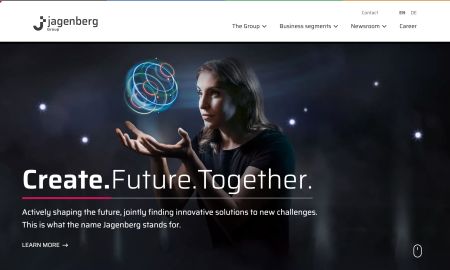 Contact EN DE
jagenberg
Group
The Group Business segments Newsroom Career
Create.Future.Together.
Actively shaping the future, jointly finding innovative solutions to new challenges.
This is what the name Jagenberg stands for.
LEARN MORE →